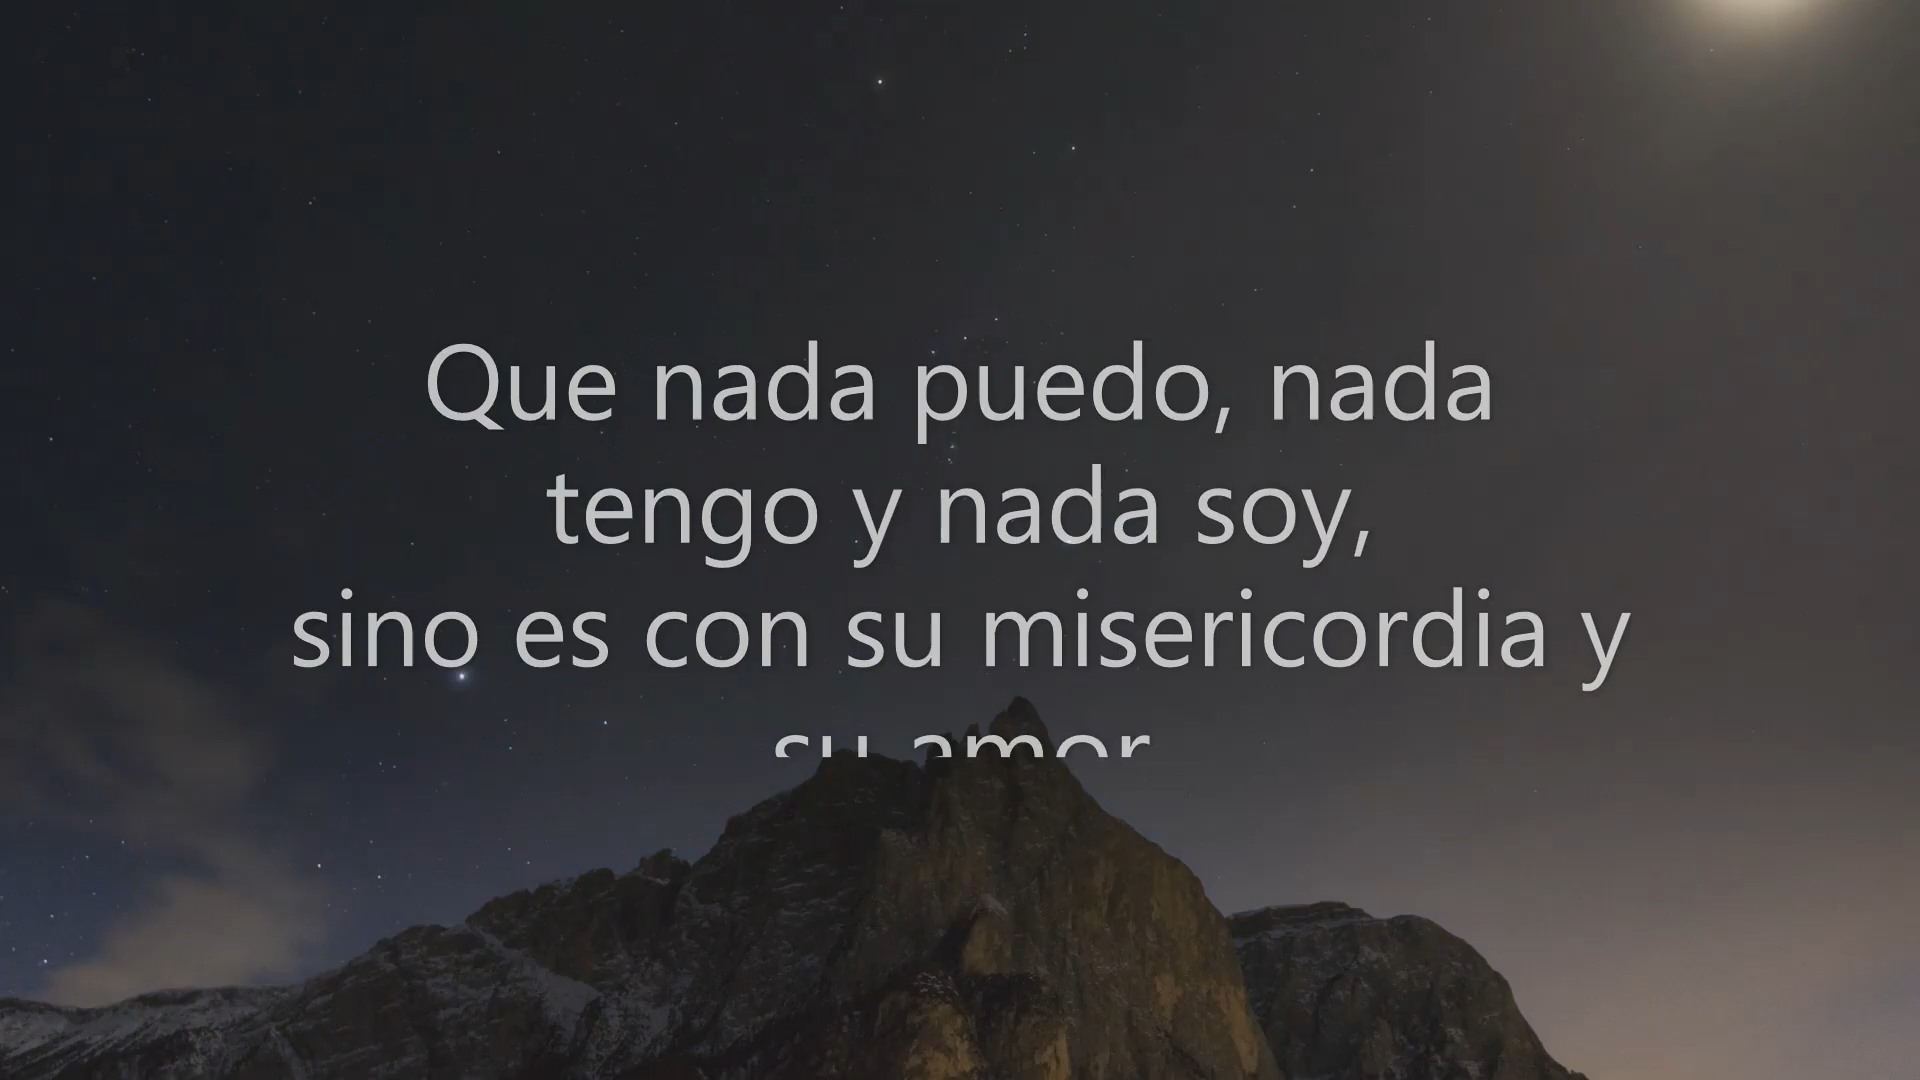 Que nada puedo, nada
tengo y nada soy,
sino es con su misericordia y
su amor